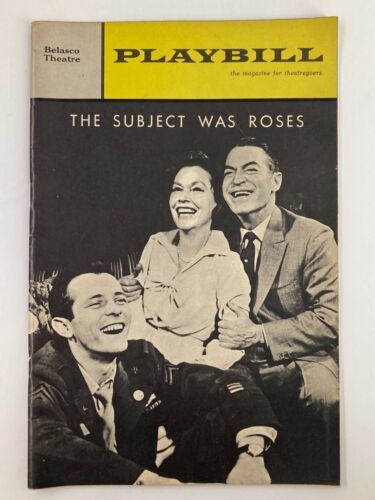 Belasco
Theatre
PLAYBILL
the magazine for theatregoers
THE SUBJECT WAS ROSES